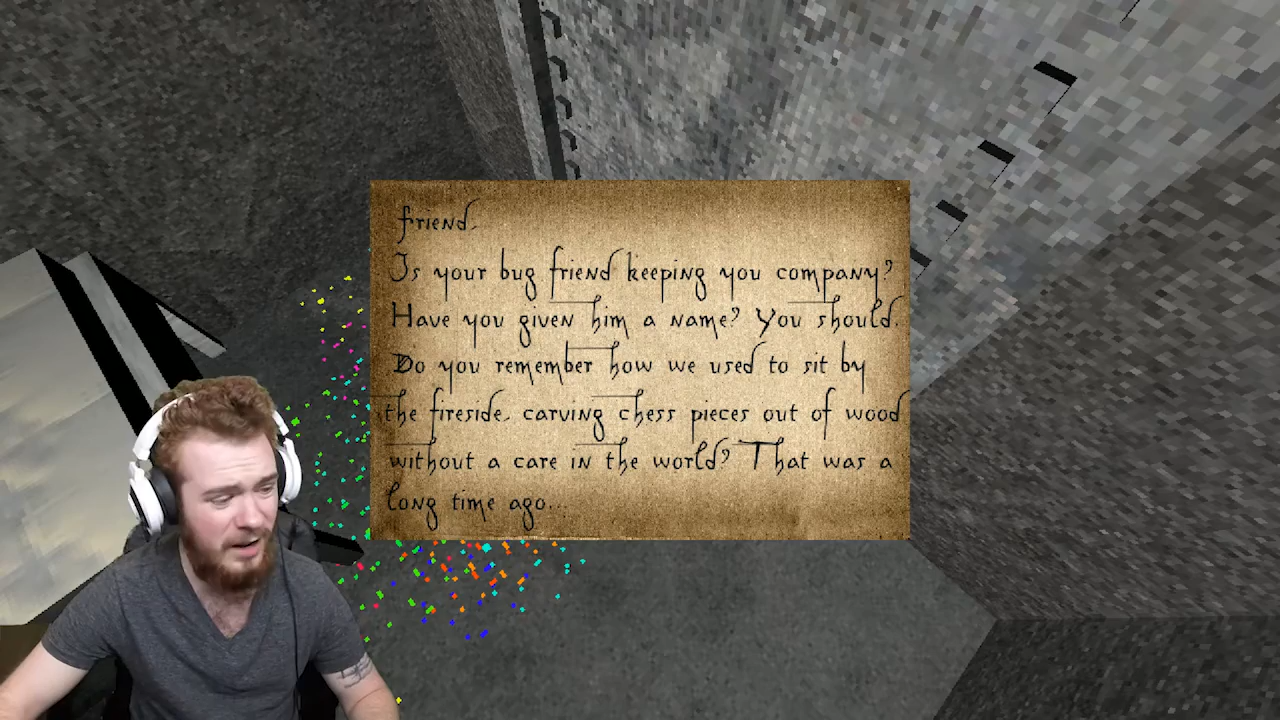 friend,
Is your bug friend keeping you company?
Have you given him a name? You should.
Do you remember how we used to sit by
the fireside, carving chess pieces out of wood
without a care in the world? That was a
long time ago...